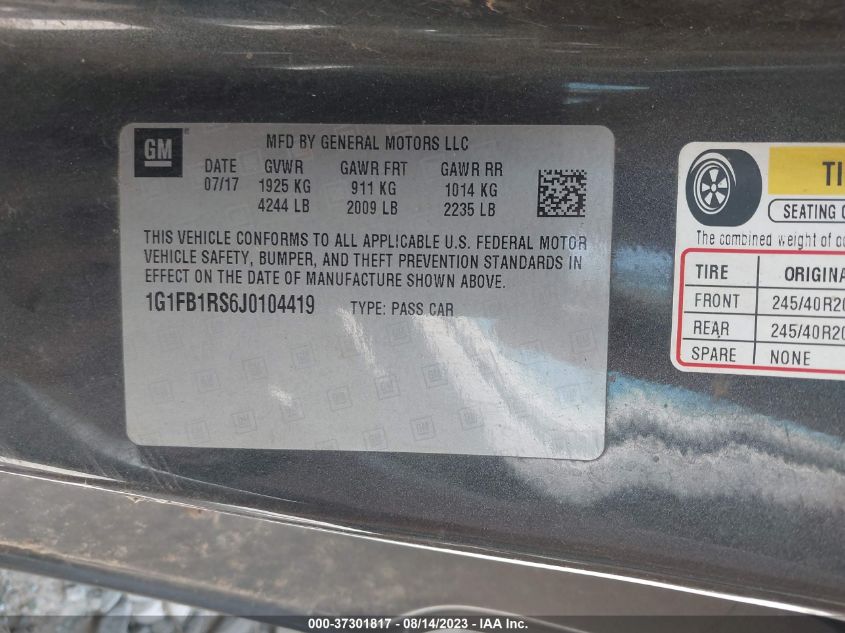 GM
MFD BY GENERAL MOTORS LLC
DATE GVWR GAWR FRT GAWR RR
07/17 1925 KG 911 KG 1014 KG
4244 LB 2009 LB 2235 LB
THIS VEHICLE CONFORMS TO ALL APPLICABLE U.S. FEDERAL MOTOR
VEHICLE SAFETY, BUMPER, AND THEFT PREVENTION STANDARDS IN
EFFECT ON THE DATE OF MANUFACTURE SHOWN ABOVE.
1G1FB1RS6J0104419 TYPE: PASS CAR
SEATING
The combined weight of
TIRE
FRONT 245/40R20
REAR 245/40R20
SPARE NONE
000-37301817 - 08/14/2023 - IAA Inc.